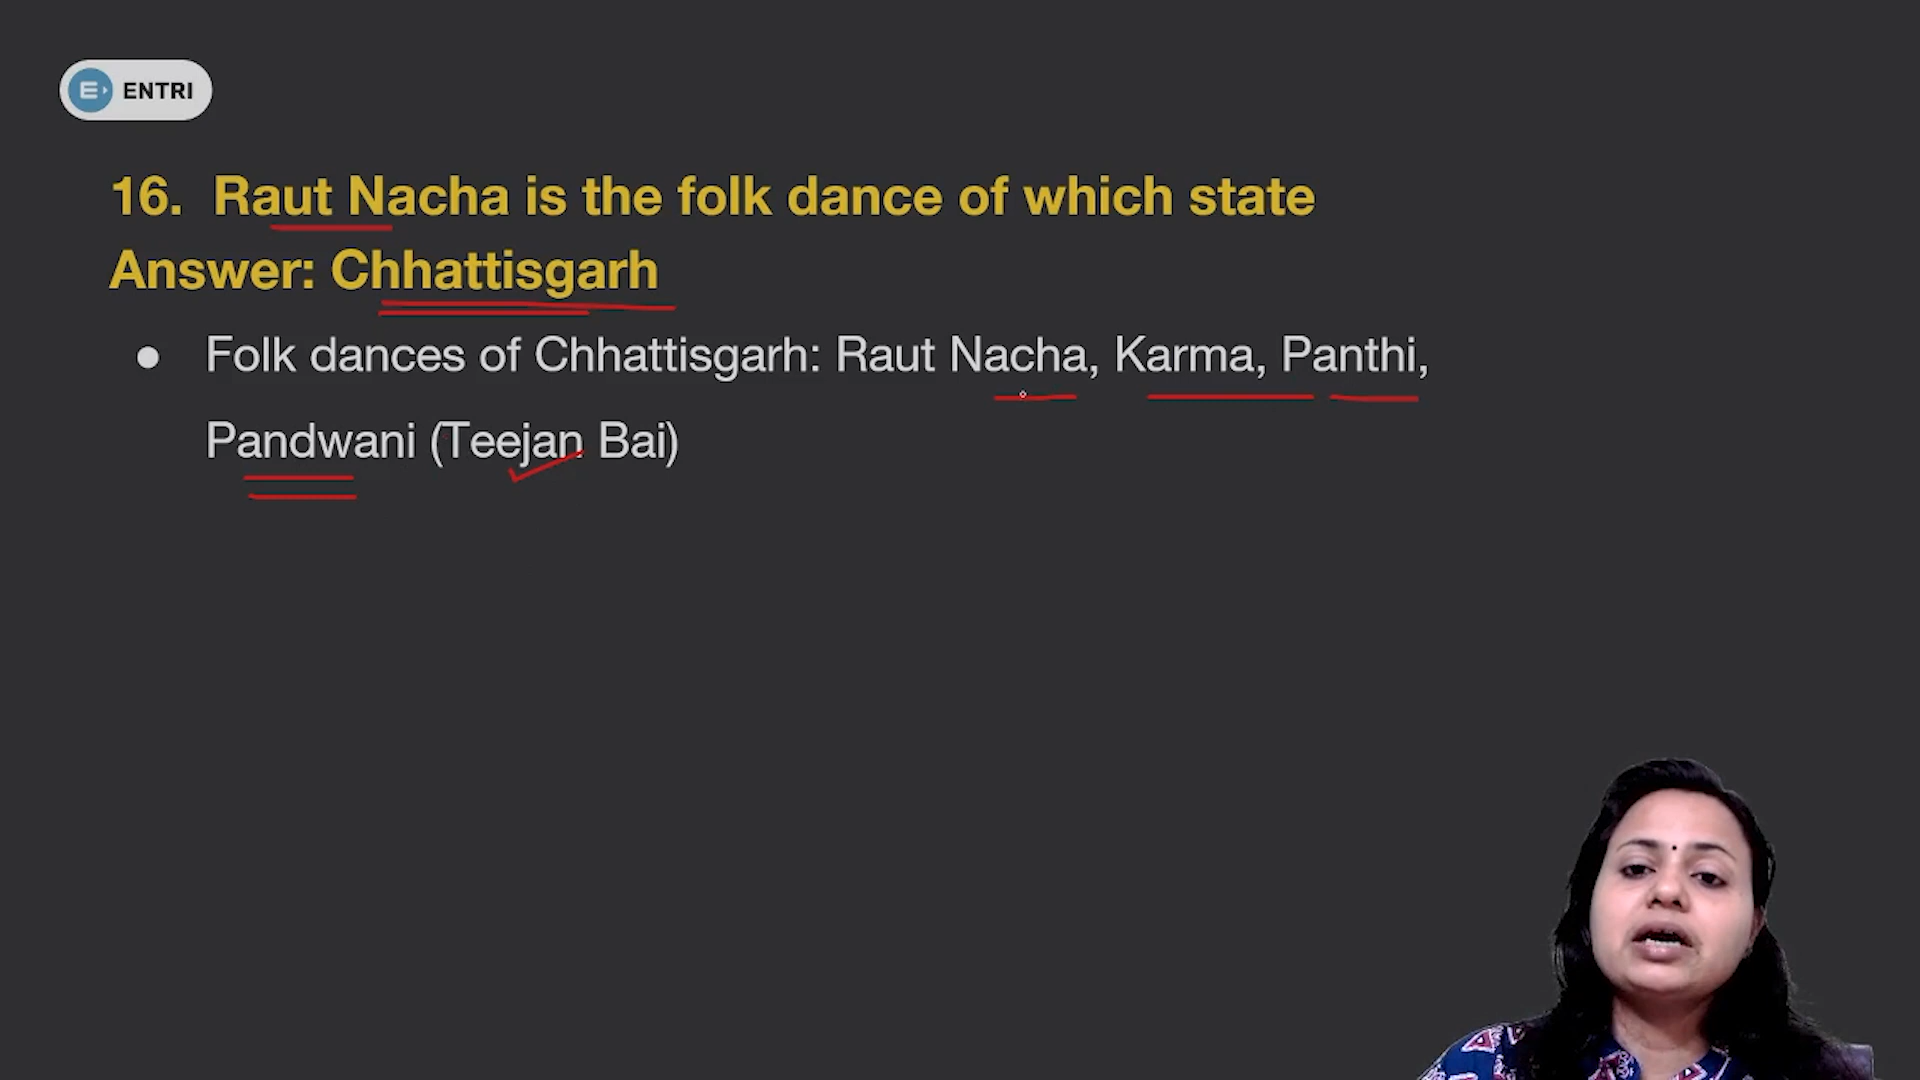 ENTRI
16. Raut Nacha is the folk dance of which state
Answer: Chhattisgarh
● Folk dances of Chhattisgarh: Raut Nacha, Karma, Panthi,
Pandwani (Teejan Bai)